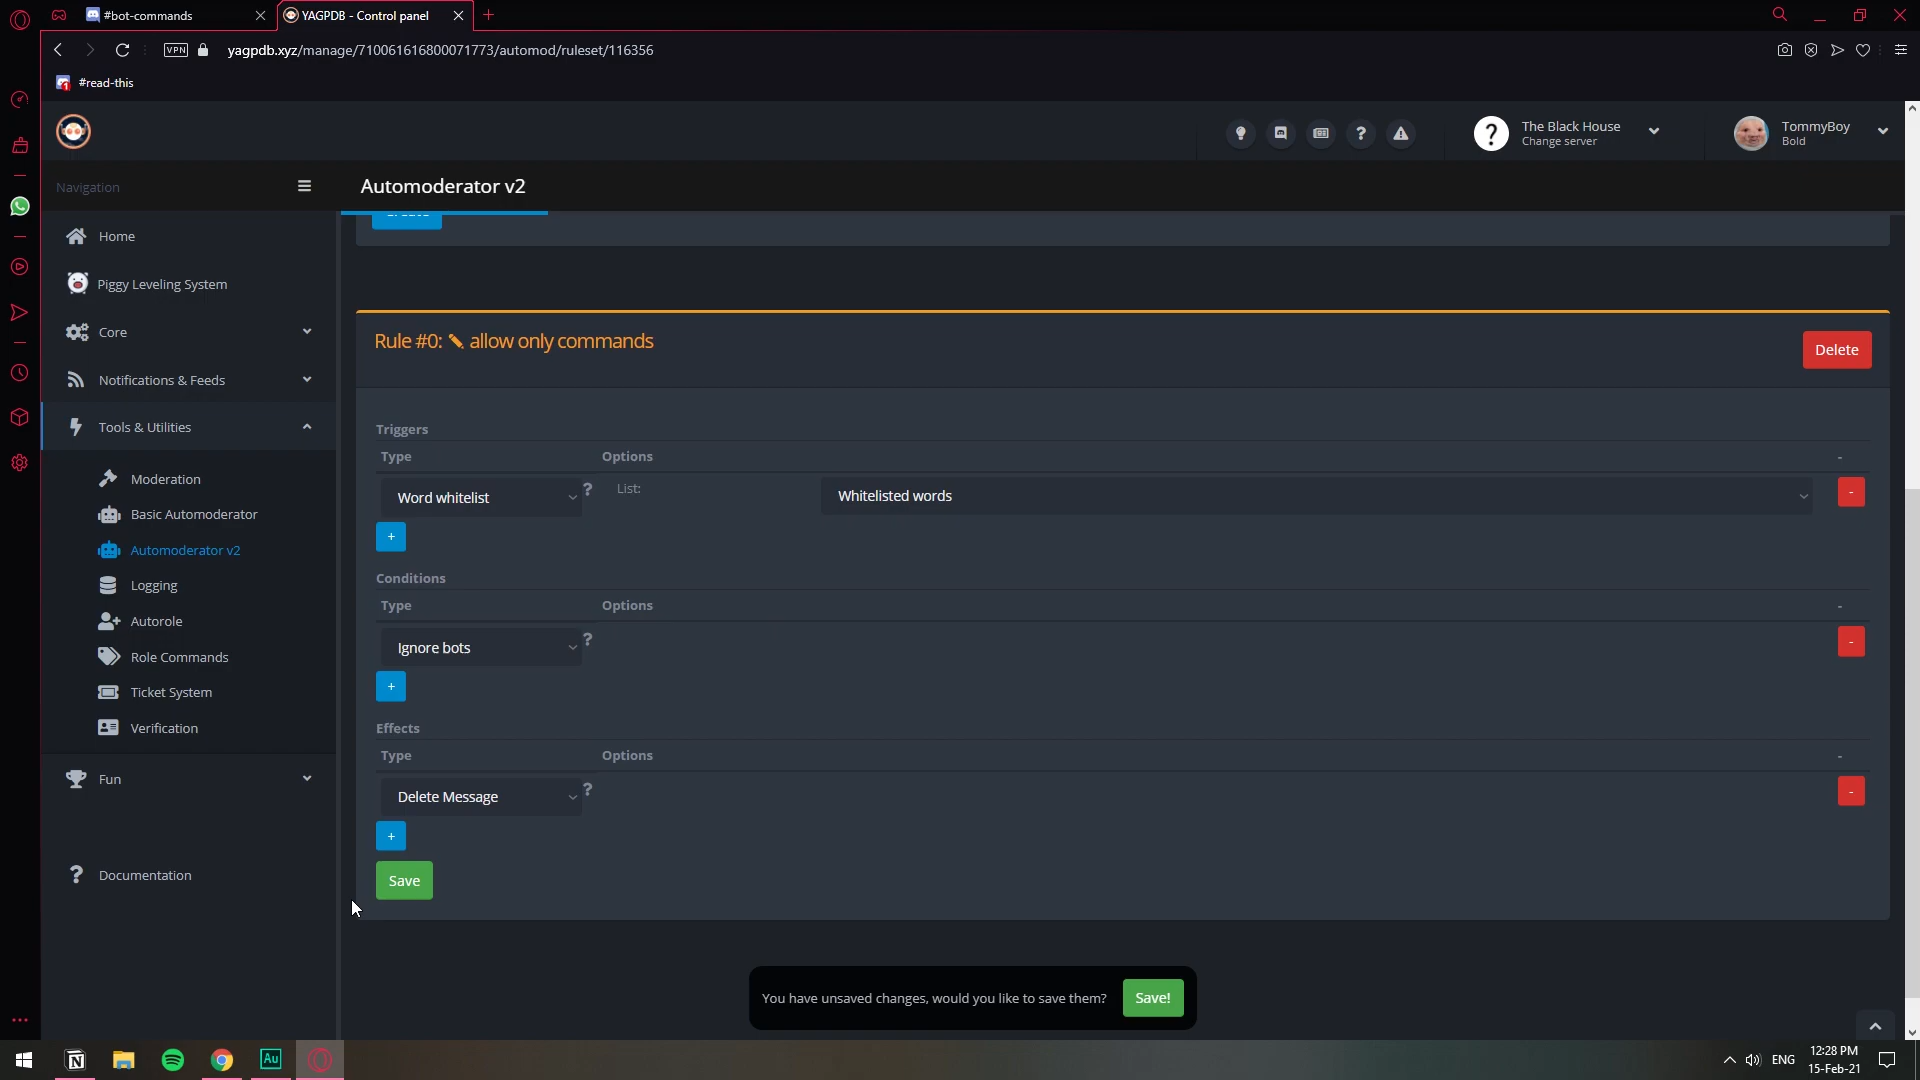 #bot-commands
YAGPDB - Control panel
VPN
yagpdb.xyz/manage/710061616800071773/automod/ruleset/116356
1
#read-this
?
The Black House
Change server
?
TommyBoy
Bold
Navigation
Automoderator v2
Home
Piggy Leveling System
Core
Notifications & Feeds
Tools & Utilities
Moderation
Basic Automoderator
Automoderator v2
Logging
Autorole
Role Commands
Ticket System
Verification
Fun
? Documentation
Rule #0: allow only commands
Delete
Triggers
Type Options -
Word whitelist ? List: Whitelisted words -
+
Conditions
Type Options -
Ignore bots ? -
+
Effects
Type Options -
Delete Message ? -
+
Save
You have unsaved changes, would you like to save them? Save!
N
Au
ENG
12:28 PM
15-Feb-21